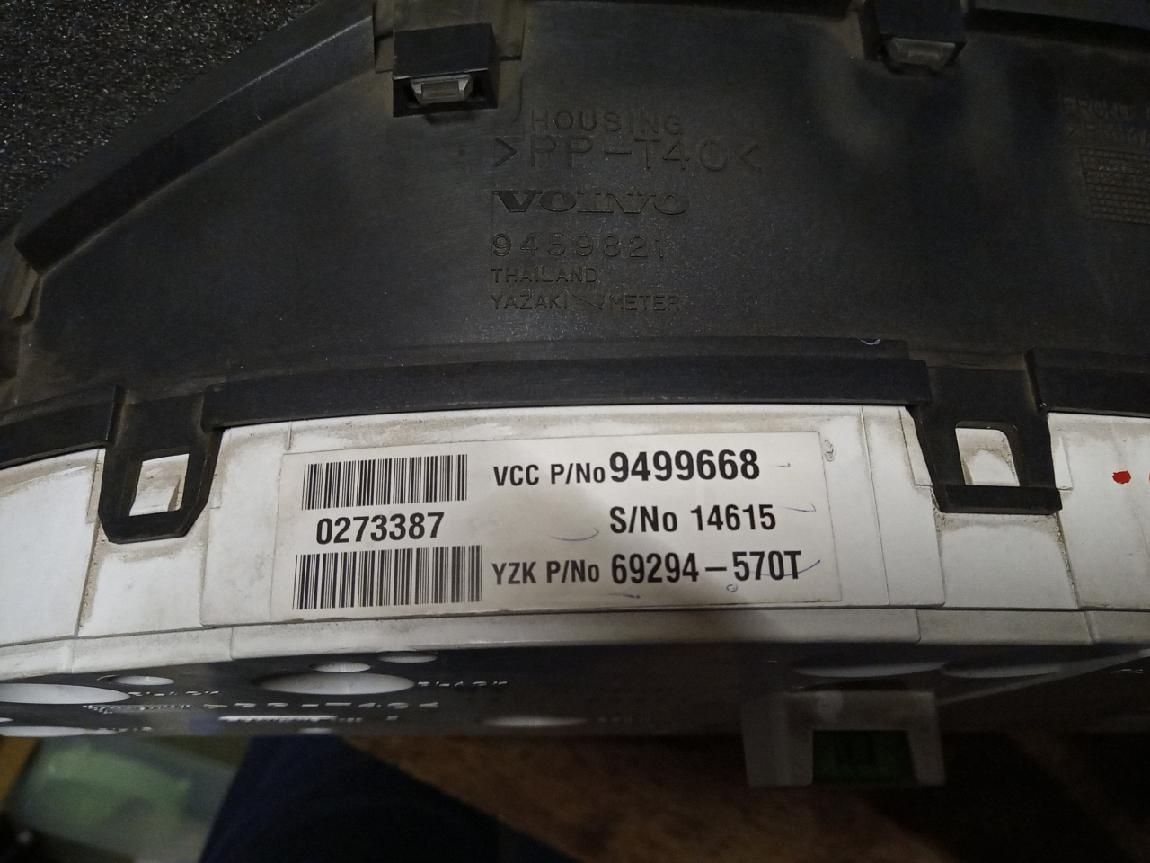 HOUSING
>PP-T40<
VOLVO
9459821
THAILAND
YAZAKI METER
VCC P/No 9499668
0273387
S/No 14615
YZK P/No 69294-570T